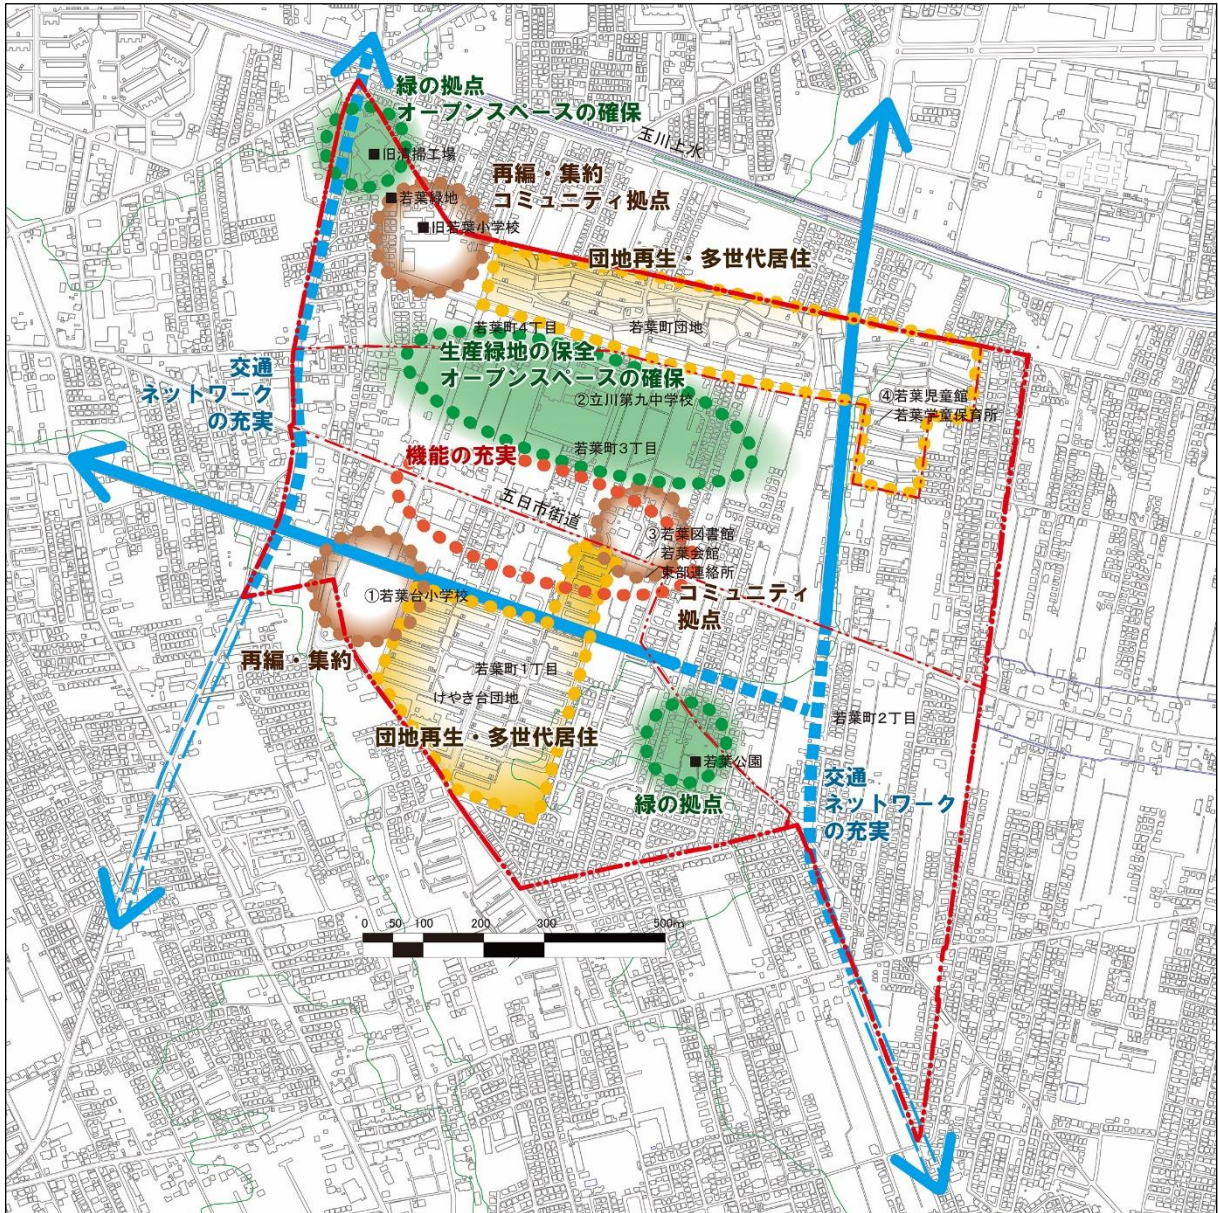 緑の拠点
オープンスペースの確保
玉川上水
■旧清掃工場
再編・集約
コミュニティ拠点
■若葉緑地
■旧若葉小学校
団地再生・多世代居住
若葉町4丁目
若葉町団地
生産緑地の保全
オープンスペースの確保
交通
ネットワーク
の充実
②立川第九中学校
④若葉児童館
／若葉学童保育所
若葉町3丁目
機能の充実
五日市街道
③若葉図書館
／若葉会館
／東部連絡所
①若葉台小学校
コミュニティ
拠点
再編・集約
若葉町1丁目
けやき台団地
若葉町2丁目
団地再生・多世代居住
■若葉公園
緑の拠点
交通
ネットワーク
の充実
0 50 100 200 300 500m